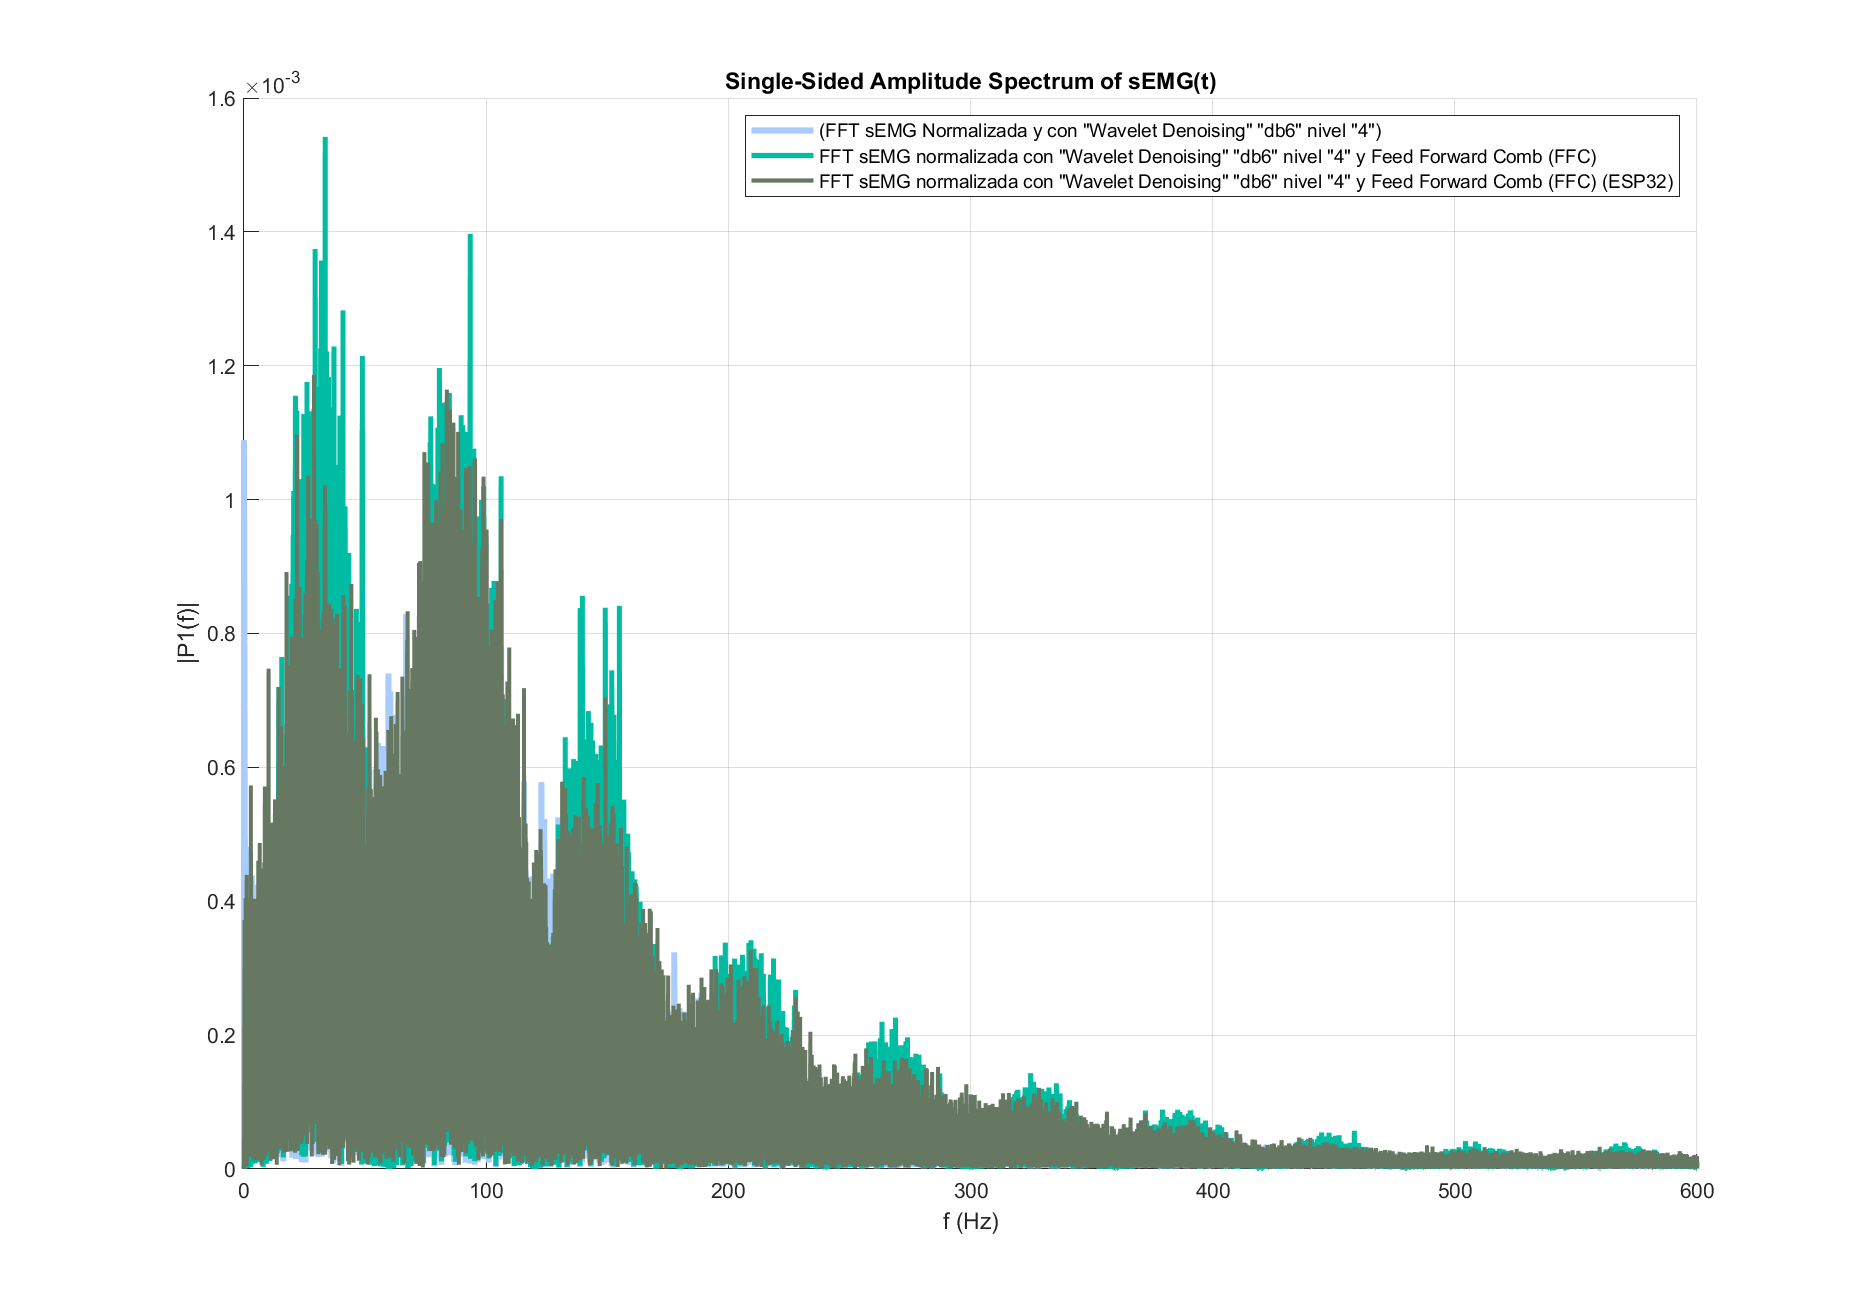 Single-Sided Amplitude Spectrum of sEMG(t)
×10-3
(FFT sEMG Normalizada y con "Wavelet Denoising" "db6" nivel "4")
FFT sEMG normalizada con "Wavelet Denoising" "db6" nivel "4" y Feed Forward Comb (FFC)
FFT sEMG normalizada con "Wavelet Denoising" "db6" nivel "4" y Feed Forward Comb (FFC) (ESP32)
1.6
1.4
1.2
1
0.8
0.6
0.4
0.2
0
|P1(f)|
0 100 200 300 400 500 600
f (Hz)